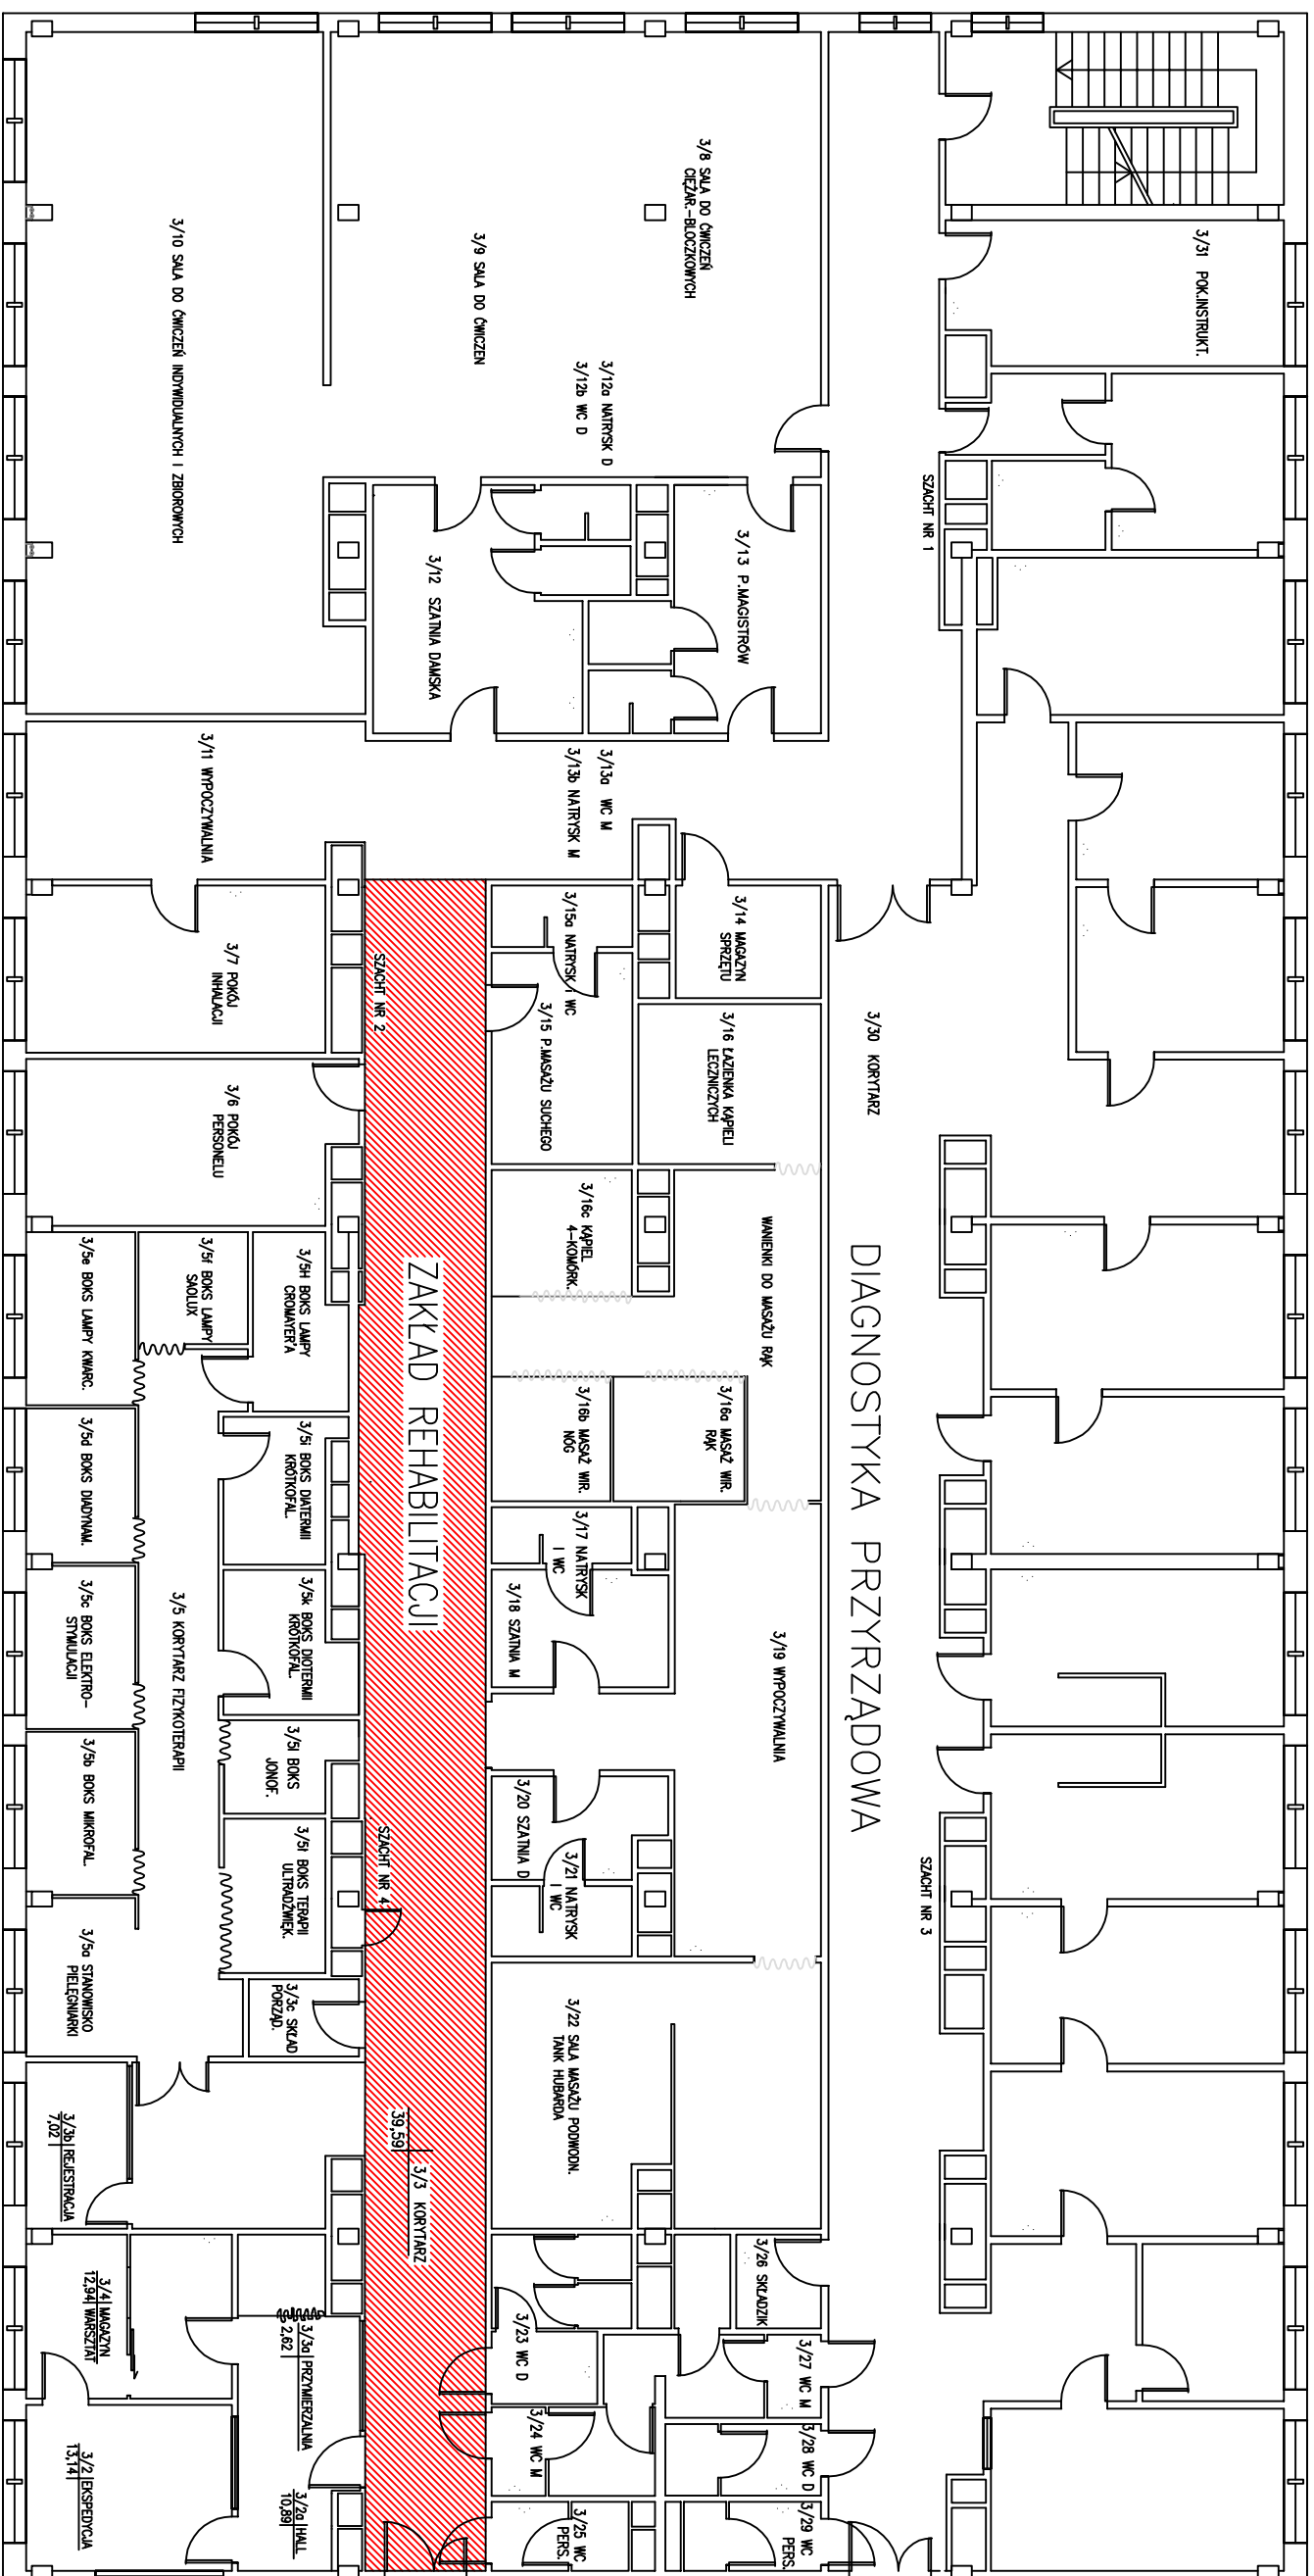 3/31 POK.INSTRUKT.
3/8 SALA DO ĆWICZEŃ
CIĘŻAR.-BLOCZKOWYCH
3/9 SALA DO ĆWICZEN
3/10 SALA DO ĆWICZEŃ INDYWIDUALNYCH I ZBIOROWYCH
3/12a NATRYSK D
3/12b WC D
SZACHT NR 1
3/13 P.MAGISTRÓW
3/12 SZATNIA DAMSKA
3/13a WC M
3/13b NATRYSK M
3/11 WYPOCZYWALNIA
3/14 MAGAZYN
SPRZĘTU
3/15a NATRYSK I WC
3/15 P.MASAŻU SUCHEGO
SZACHT NR 2
3/7 POKÓJ
INHALACJI
3/30 KORYTARZ
3/16 ŁAZIENKA KĄPIELI
LECZNICZYCH
3/6 POKÓJ
PERSONELU
3/16c KĄPIEL
4-KOMÓRK.
WANIENKI DO MASAŻU RĄK
DIAGNOSTYKA PRZYRZĄDOWA
ZAKŁAD REHABILITACJI
3/5H BOKS LAMPY
CROMAYER'A
3/5f BOKS LAMPY
SAOLUX
3/5e BOKS LAMPY KWARC.
3/16a MASAŻ WIR.
RĄK
3/16b MASAŻ WIR.
NÓG
3/5i BOKS DIATERMII
KRÓTKOFAL.
3/5d BOKS DIADYNAM.
3/17 NATRYSK
I WC
3/18 SZATNIA M
3/5k BOKS DIOTERMII
KRÓTKOFAL.
3/5 KORYTARZ FIZYKOTERAPII
3/5c BOKS ELEKTRO-
STYMULACJI
3/19 WYPOCZYWALNIA
3/5l BOKS
JONOF.
3/5b BOKS MIKROFAL.
3/20 SZATNIA D
3/21 NATRYSK
I WC
SZACHT NR 3
SZACHT NR 4
3/5ł BOKS TERAPII
ULTRADŹWIĘK.
3/5a STANOWISKO
PIELĘGNIARKI
3/3c SKŁAD
PORZĄD.
3/22 SALA MASAŻU PODWODN.
TANK HUBARDA
3/3 KORYTARZ
39,59
3/3b REJESTRACJA
7,02
3/26 SKŁADZIK
3/23 WC D
3/27 WC M
3/3a PRZYMIERZALNIA
2,62
3/4 MAGAZYN
12,94 WARSZTAT
3/24 WC M
3/28 WC D
3/2 EKSPEDYCJA
13,14
3/2a HALL
10,89
3/25 WC
PERS.
3/29 WC
PERS.